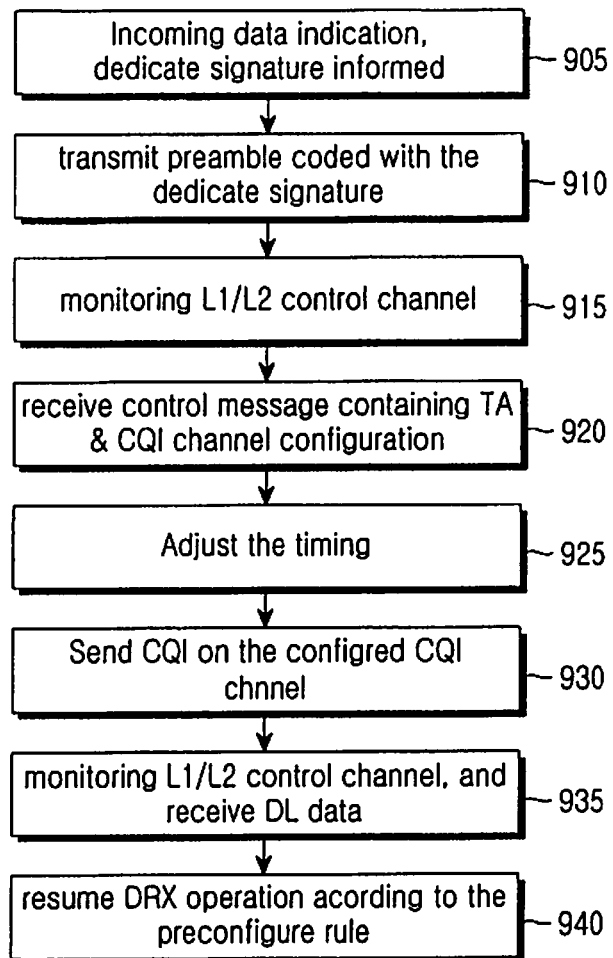 Incoming data indication,
dedicate signature informed
905
transmit preamble coded with the
dedicate signature
910
monitoring L1/L2 control channel
915
receive control message containing TA
& CQI channel configuration
920
Adjust the timing
925
Send CQI on the configred CQI
chnnel
930
monitoring L1/L2 control channel, and
receive DL data
935
resume DRX operation acording to the
preconfigure rule
940